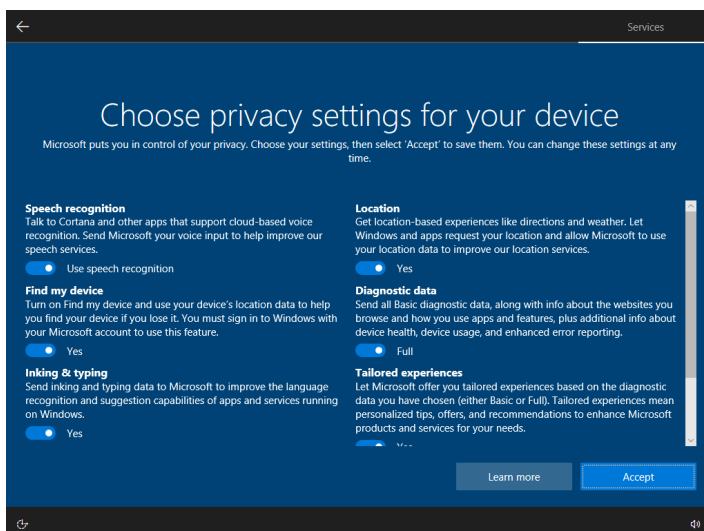 Services
Choose privacy settings for your device
Microsoft puts you in control of your privacy. Choose your settings, then select 'Accept' to save them. You can change these settings at any
time.
Speech recognition
Talk to Cortana and other apps that support cloud-based voice
recognition. Send Microsoft your voice input to help improve our
speech services.
Use speech recognition
Find my device
Turn on Find my device and use your device's location data to help
you find your device if you lose it. You must sign in to Windows with
your Microsoft account to use this feature.
Yes
Inking & typing
Send inking and typing data to Microsoft to improve the language
recognition and suggestion capabilities of apps and services running
on Windows.
Yes
Location
Get location-based experiences like directions and weather. Let
Windows and apps request your location and allow Microsoft to use
your location data to improve our location services.
Yes
Diagnostic data
Send all Basic diagnostic data, along with info about the websites you
browse and how you use apps and features, plus additional info about
device health, device usage, and enhanced error reporting.
Full
Tailored experiences
Let Microsoft offer you tailored experiences based on the diagnostic
data you have chosen (either Basic or Full). Tailored experiences mean
personalized tips, offers, and recommendations to enhance Microsoft
products and services for your needs.
Yes
Learn more
Accept